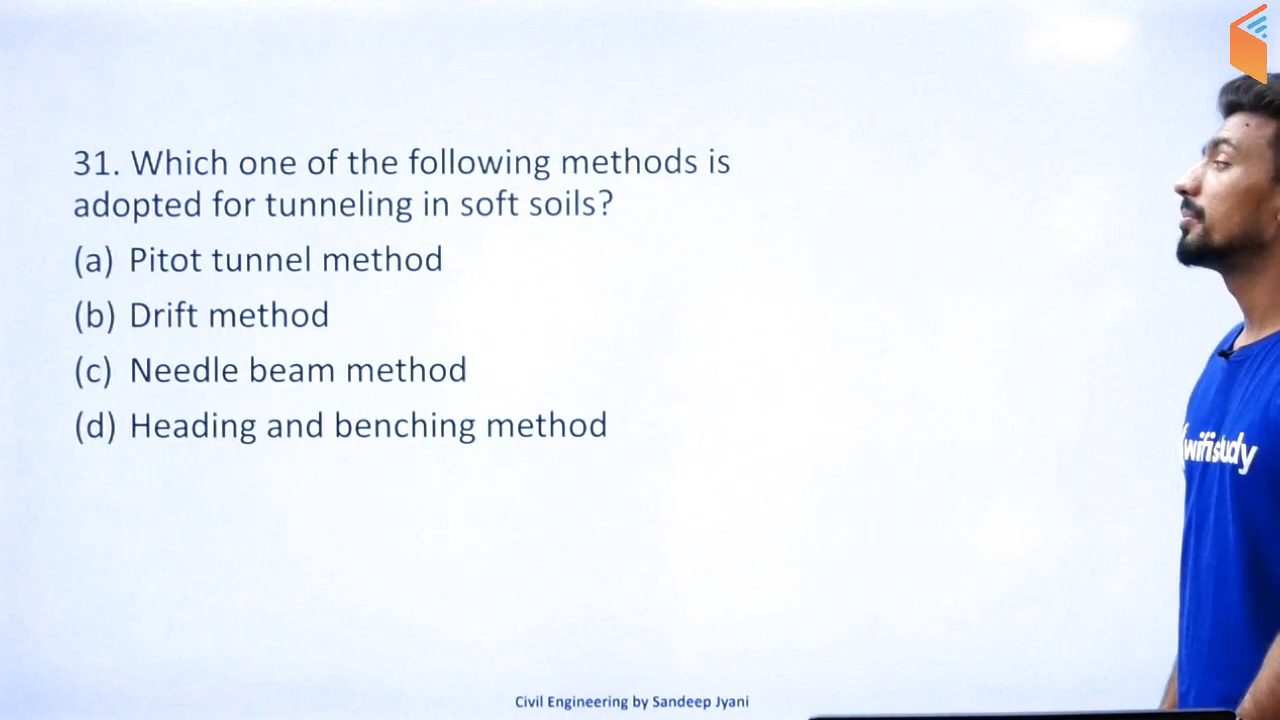 31. Which one of the following methods is
adopted for tunneling in soft soils?
(a) Pitot tunnel method
(b) Drift method
(c) Needle beam method
(d) Heading and benching method
wifistudy
Civil Engineering by Sandeep Jyani